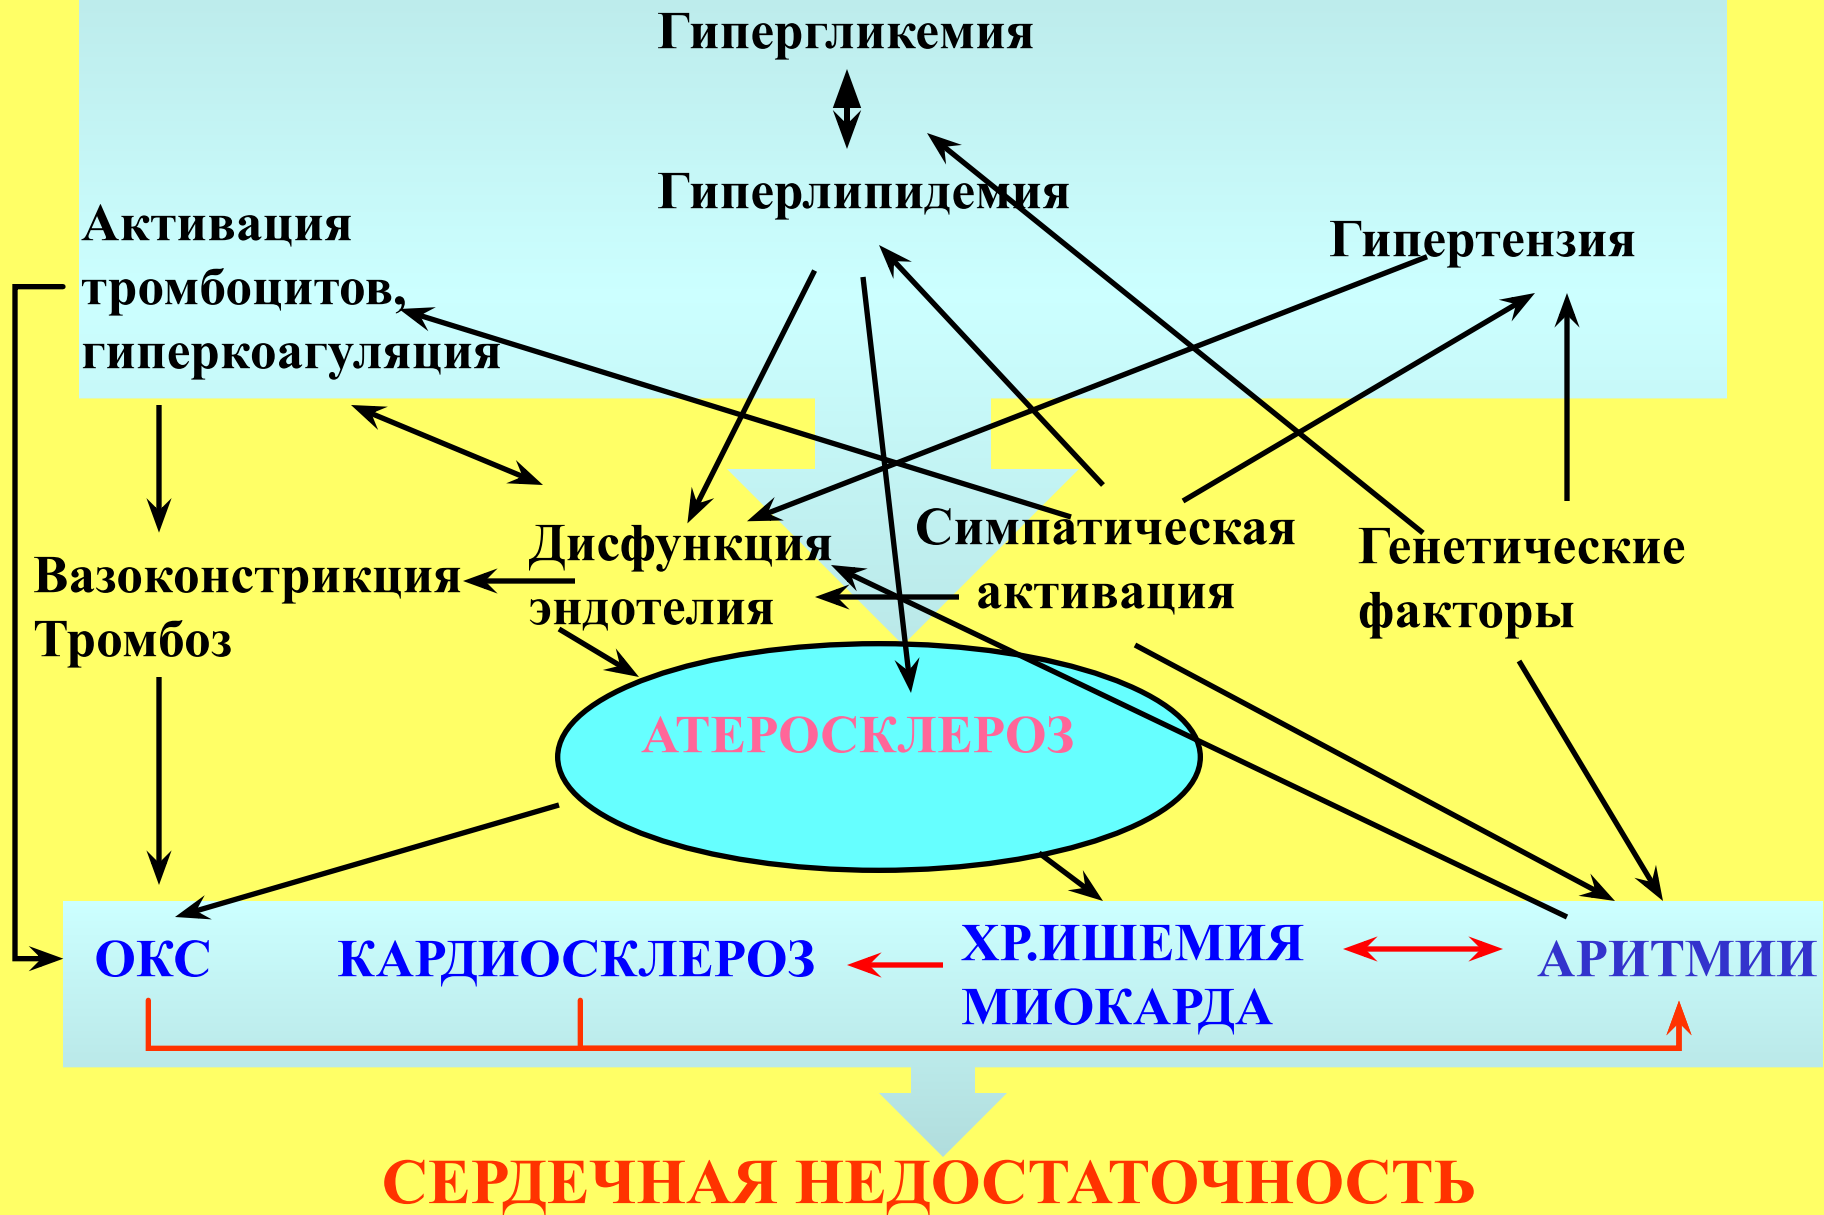 Гипергликемия
Гиперлипидемия
Активация
тромбоцитов,
гиперкоагуляция
Гипертензия
Вазоконстрикция
Тромбоз
Дисфункция
эндотелия
Симпатическая
активация
Генетические
факторы
АТЕРОСКЛЕРОЗ
ОКС
КАРДИОСКЛЕРОЗ
ХР.ИШЕМИЯ
МИОКАРДА
АРИТМИИ
СЕРДЕЧНАЯ НЕДОСТАТОЧНОСТЬ